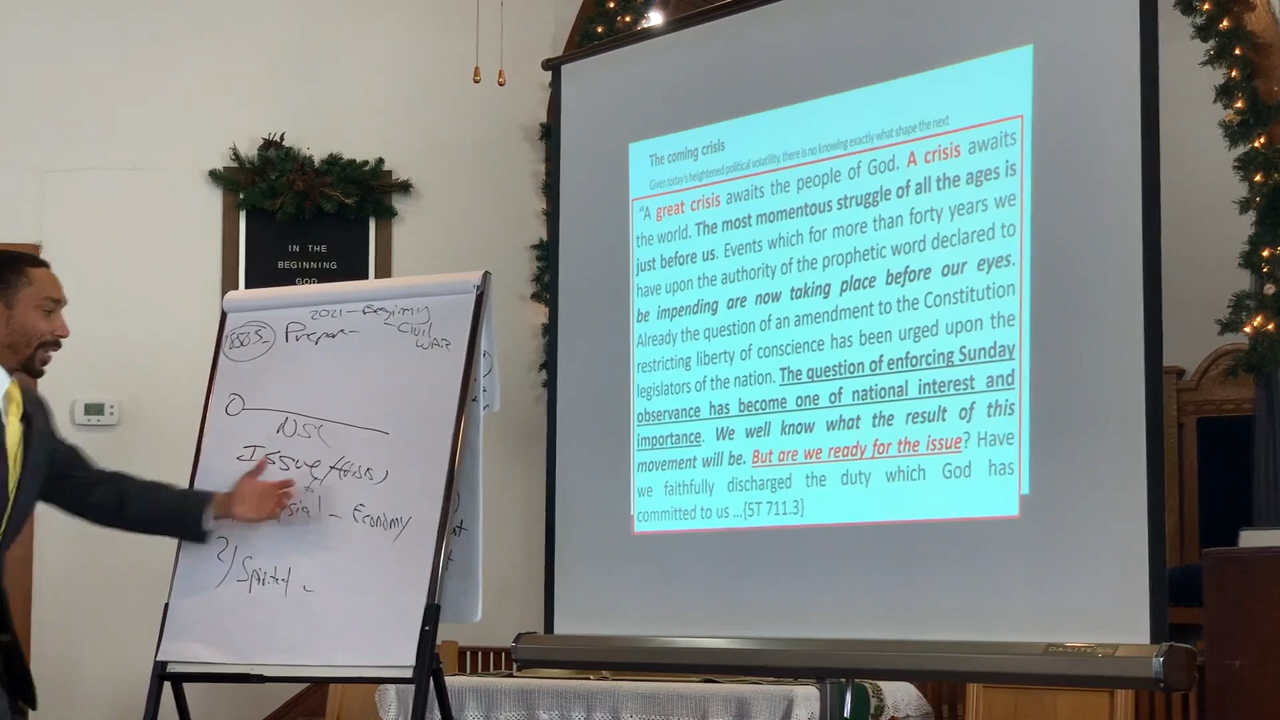 IN THE
BEGINNING
GOD
2021 - Beginning
- Civil
WAR
1850s
Prepar
NSL
Issue / (crisis)
- Economy
2/ Spiritual
The coming crisis
Given today's heightened political volatility, there is no knowing exactly what shape the next
"A great crisis awaits the people of God. A crisis awaits
the world. The most momentous struggle of all the ages is
just before us. Events which for more than forty years we
have upon the authority of the prophetic word declared to
be impending are now taking place before our eyes.
Already the question of an amendment to the Constitution
restricting liberty of conscience has been urged upon the
legislators of the nation. The question of enforcing Sunday
observance has become one of national interest and
importance. We well know what the result of this
movement will be. But are we ready for the issue? Have
we faithfully discharged the duty which God has
committed to us ...{5T 711.3}
DA-LITE